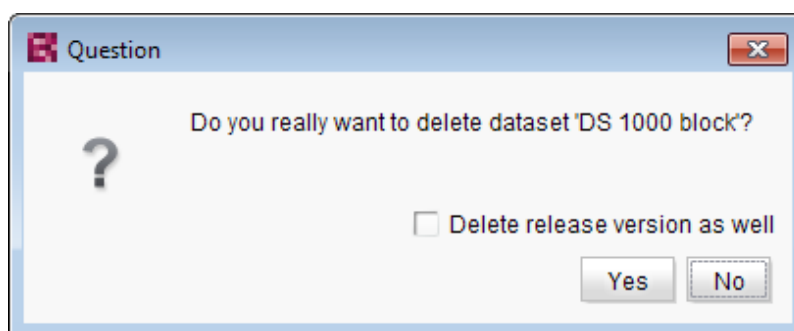 Question
Do you really want to delete dataset 'DS 1000 block'?
?
Delete release version as well
Yes No